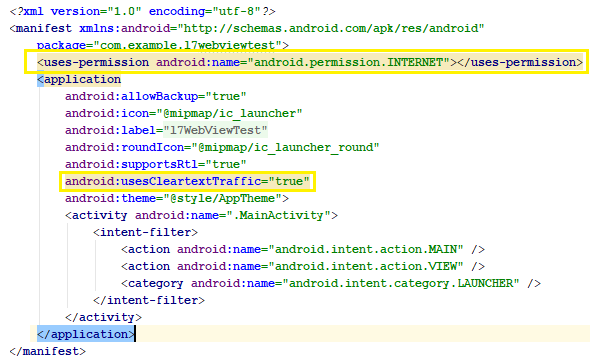 <?xml version="1.0" encoding="utf-8"?>
<manifest xmlns:android="http://schemas.android.com/apk/res/android"
package="com.example.l7webviewtest">
<uses-permission android:name="android.permission.INTERNET"></uses-permission>
<application
android:allowBackup="true"
android:icon="@mipmap/ic_launcher"
android:label="l7WebViewTest"
android:roundIcon="@mipmap/ic_launcher_round"
android:supportsRtl="true"
android:usesCleartextTraffic="true"
android:theme="@style/AppTheme">
<activity android:name=".MainActivity">
<intent-filter>
<action android:name="android.intent.action.MAIN" />
<action android:name="android.intent.action.VIEW" />
<category android:name="android.intent.category.LAUNCHER" />
</intent-filter>
</activity>
</application>
</manifest>